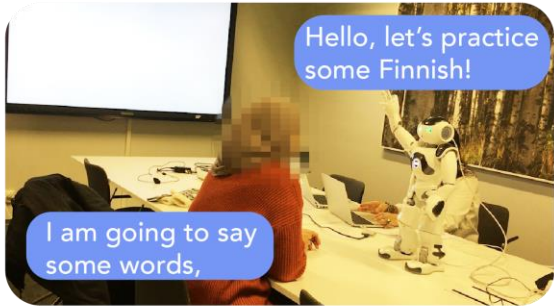 Hello, let's practice
some Finnish!
I am going to say
some words,